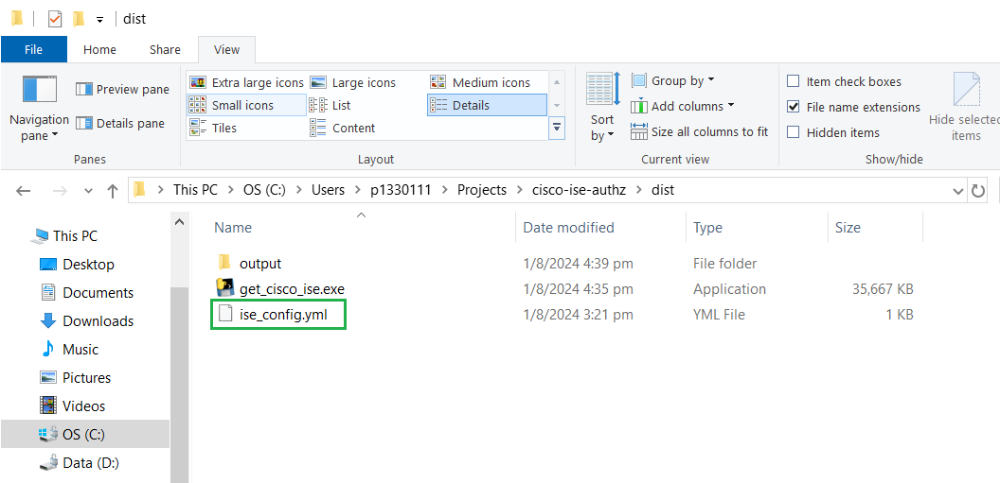 dist
File Home Share View
Navigation pane
Preview pane
Details pane
Panes
Extra large icons Large icons Medium icons
Small icons List Details
Tiles Content
Layout
Sort by
Group by
Add columns
Size all columns to fit
Current view
Item check boxes
File name extensions
Hidden items
Hide selected
items
Show/hide
This PC OS (C:) Users p1330111 Projects cisco-ise-authz dist
This PC
Desktop
Documents
Downloads
Music
Pictures
Videos
OS (C:)
Data (D:)
Name Date modified Type Size
output 1/8/2024 4:39 pm File folder
get_cisco_ise.exe 1/8/2024 4:35 pm Application 35,667 KB
ise_config.yml 1/8/2024 3:21 pm YML File 1 KB